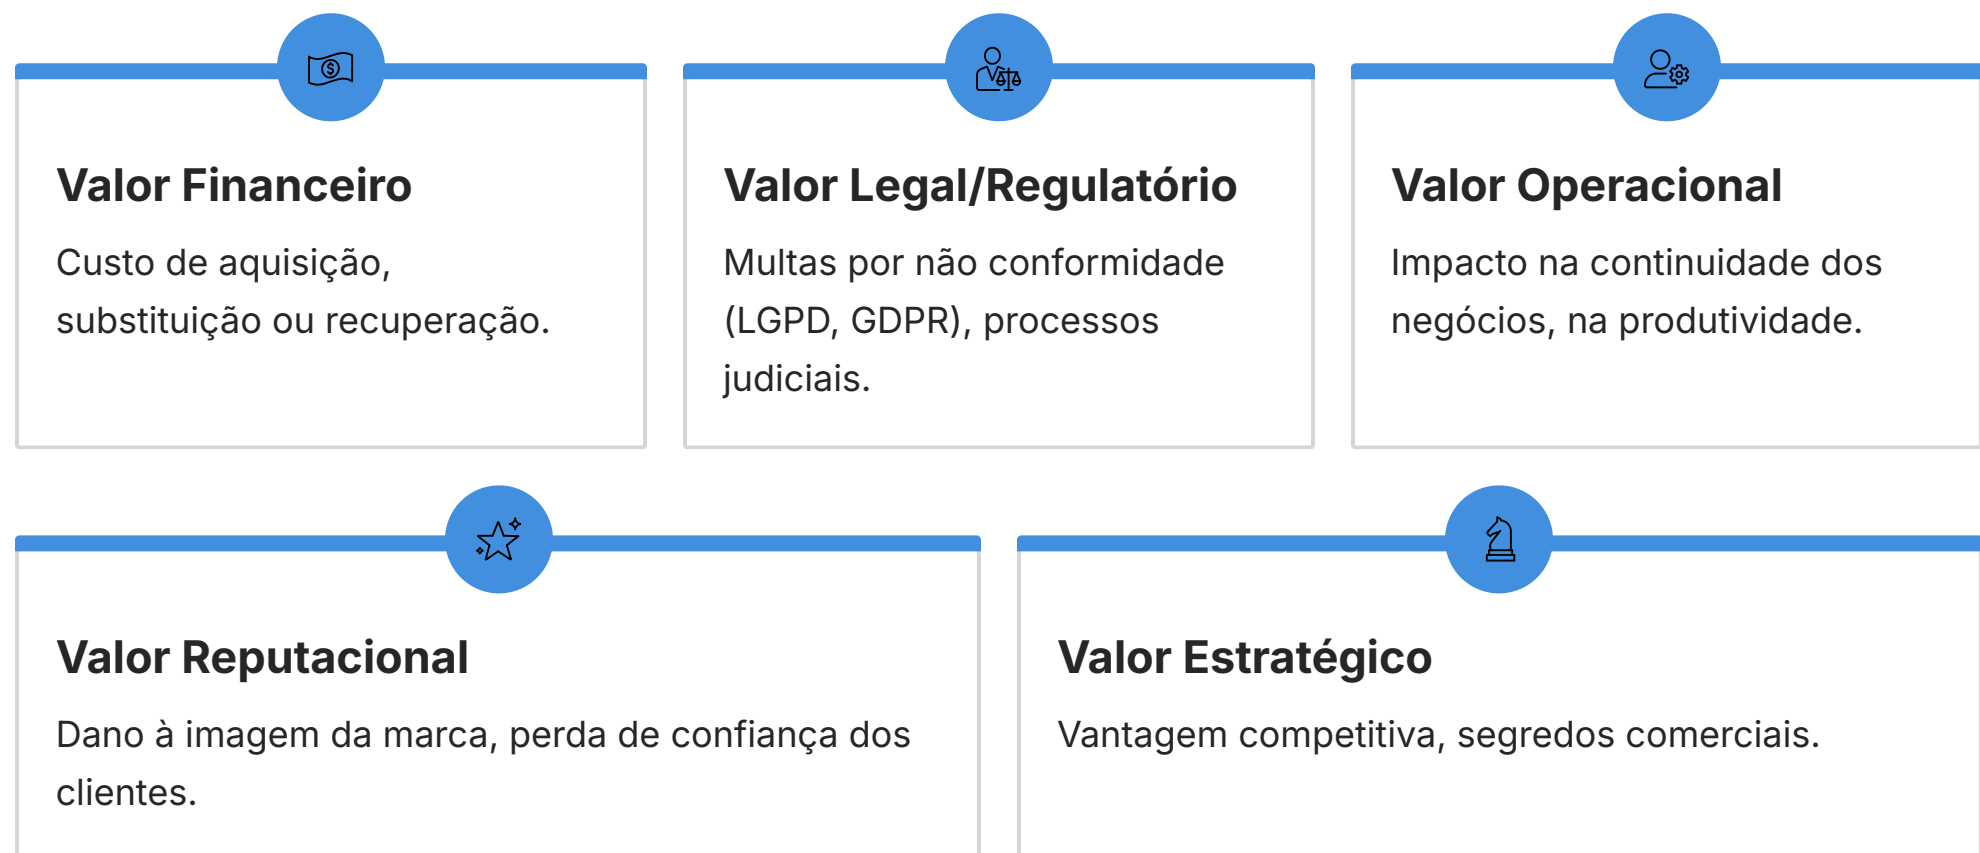 Valor Financeiro
Custo de aquisição,
substituição ou recuperação.
Valor Legal/Regulatório
Multas por não conformidade
(LGPD, GDPR), processos
judiciais.
Valor Operacional
Impacto na continuidade dos
negócios, na produtividade.
Valor Reputacional
Dano à imagem da marca, perda de confiança dos
clientes.
Valor Estratégico
Vantagem competitiva, segredos comerciais.